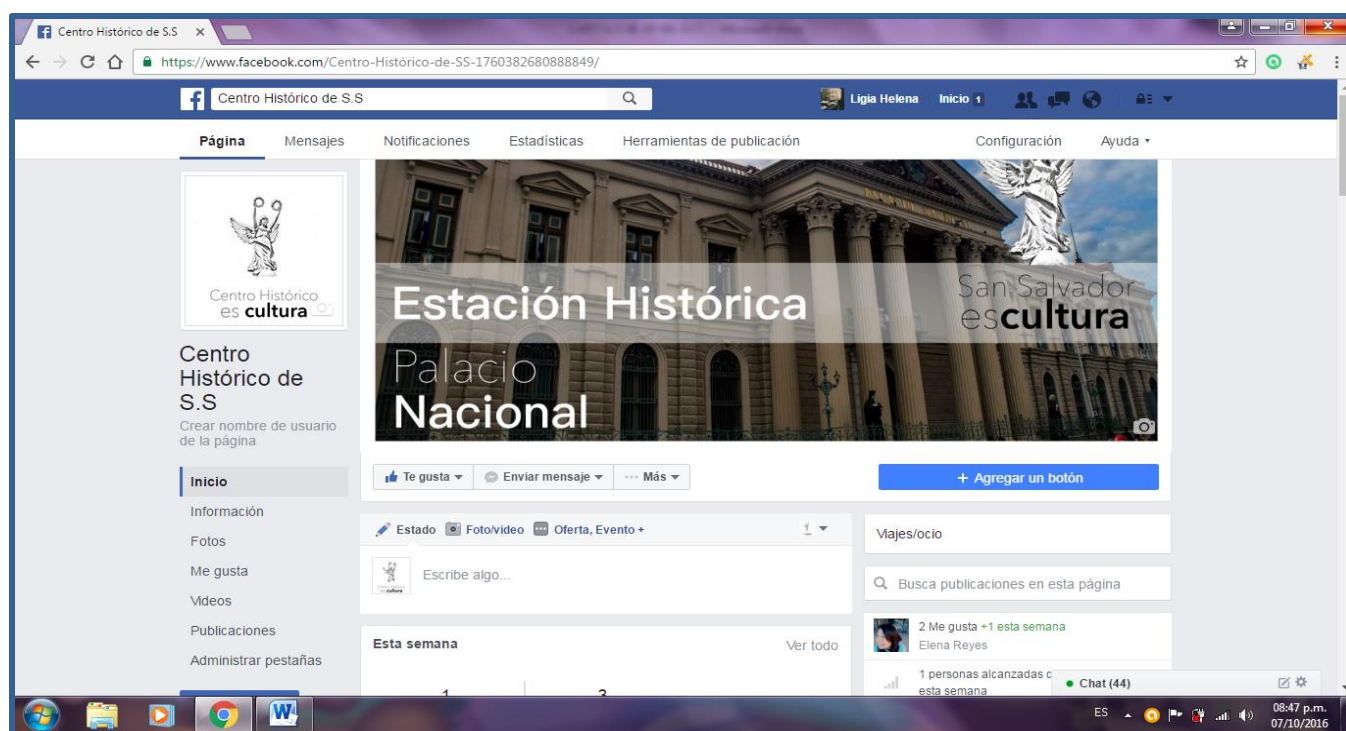 Centro Histórico de S.S
https://www.facebook.com/Centro-Histórico-de-SS-1760382680888849/
Centro Histórico de S.S
Ligia Helena Inicio 1
Página Mensajes Notificaciones Estadísticas Herramientas de publicación Configuración Ayuda
Centro Histórico
es cultura
Estación Histórica
San Salvador
es cultura
Palacio
Nacional
Centro
Histórico de
S.S
Crear nombre de usuario
de la página
Inicio
Información
Fotos
Me gusta
Videos
Publicaciones
Administrar pestañas
Te gusta Enviar mensaje ··· Más
+ Agregar un botón
Estado Foto/video Oferta, Evento +
Escribe algo...
Esta semana Ver todo
1 3
Viajes/ocio
Busca publicaciones en esta página
2 Me gusta +1 esta semana
Elena Reyes
1 personas alcanzadas
esta semana
Chat (44)
ES
08:47 p.m.
07/10/2016